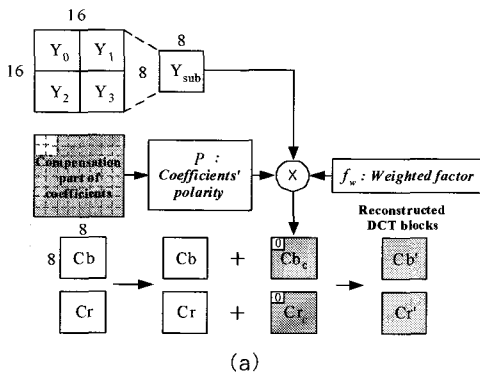 16
16
Y0 Y1
Y2 Y3
8
8
Ysub
Compensation
part of
coefficients
P :
Coefficients'
polarity
X
fw : Weighted factor
Reconstructed
DCT blocks
8
8
Cb
Cb
+
0
Cbc
Cb'
Cr
Cr
+
0
Crc
Cr'
(a)